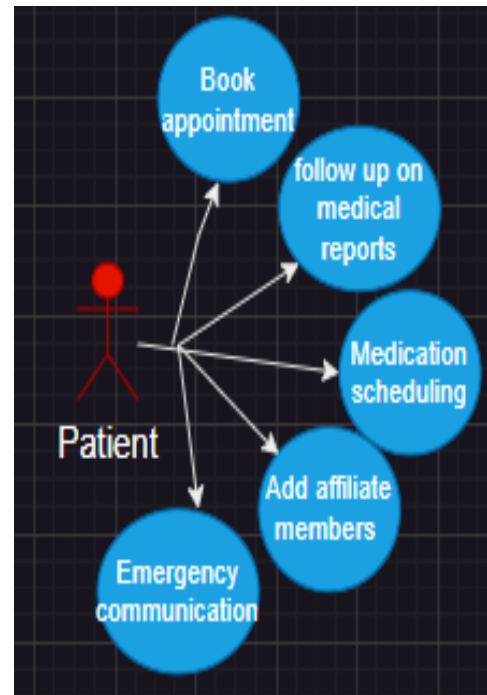 Book
appointment
follow up on
medical
reports
Medication
scheduling
Patient
Add affiliate
members
Emergency
communication